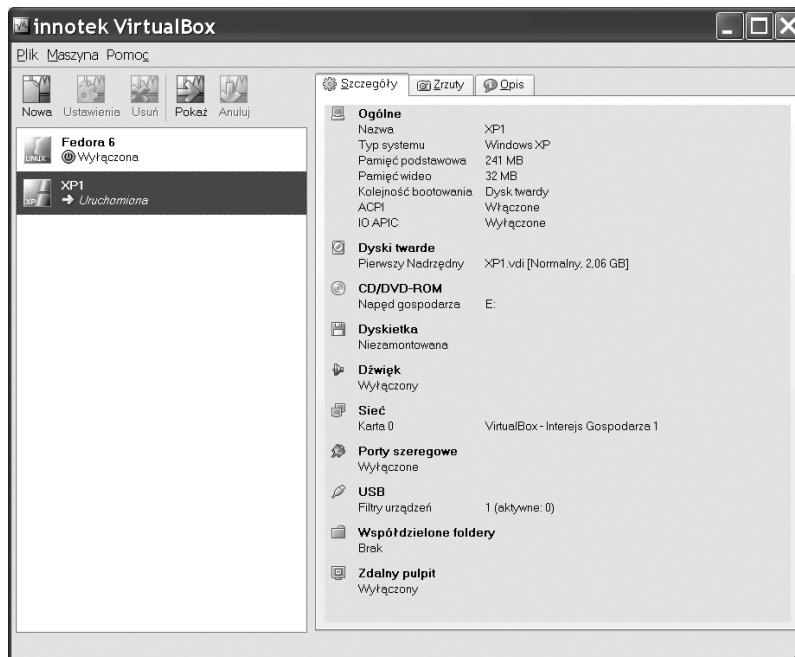 innotek VirtualBox
Plik Maszyna Pomoc
Nowa Ustawienia Usuń Pokaż Anuluj
Fedora 6
Wyłączona
XP1
Uruchomiona
Szczegóły Zrzuty Opis
Ogólne
Nazwa XP1
Typ systemu Windows XP
Pamięć podstawowa 241 MB
Pamięć wideo 32 MB
Kolejność bootowania Dysk twardy
ACPI Włączone
IO APIC Wyłączone
Dyski twarde
Pierwszy Nadrzędny XP1.vdi [Normalny, 2,06 GB]
CD/DVD-ROM
Napęd gospodarza E:
Dyskietka
Niezamontowana
Dźwięk
Wyłączony
Sieć
Karta 0 VirtualBox - Interejs Gospodarza 1
Porty szeregowe
Wyłączone
USB
Filtry urządzeń 1 (aktywne: 0)
Współdzielone foldery
Brak
Zdalny pulpit
Wyłączony
LINUX
XP